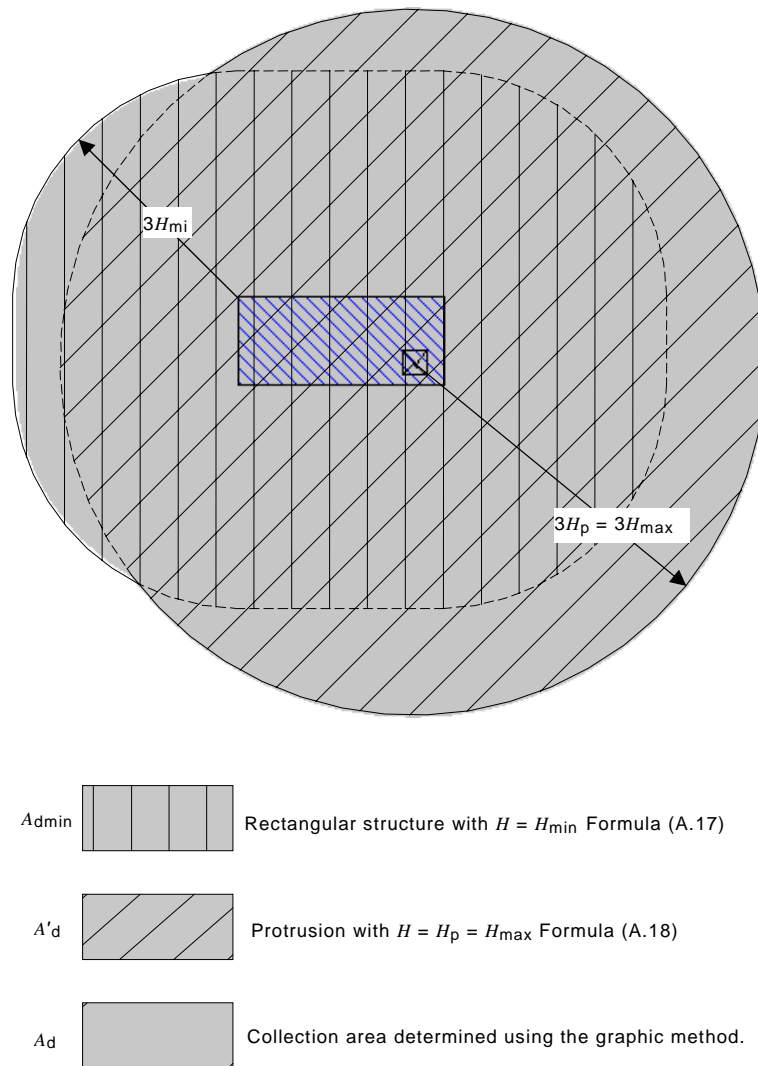 3Hmi
3Hp = 3Hmax
Admin Rectangular structure with H = Hmin Formula (A.17)
A'd Protrusion with H = Hp = Hmax Formula (A.18)
Ad Collection area determined using the graphic method.